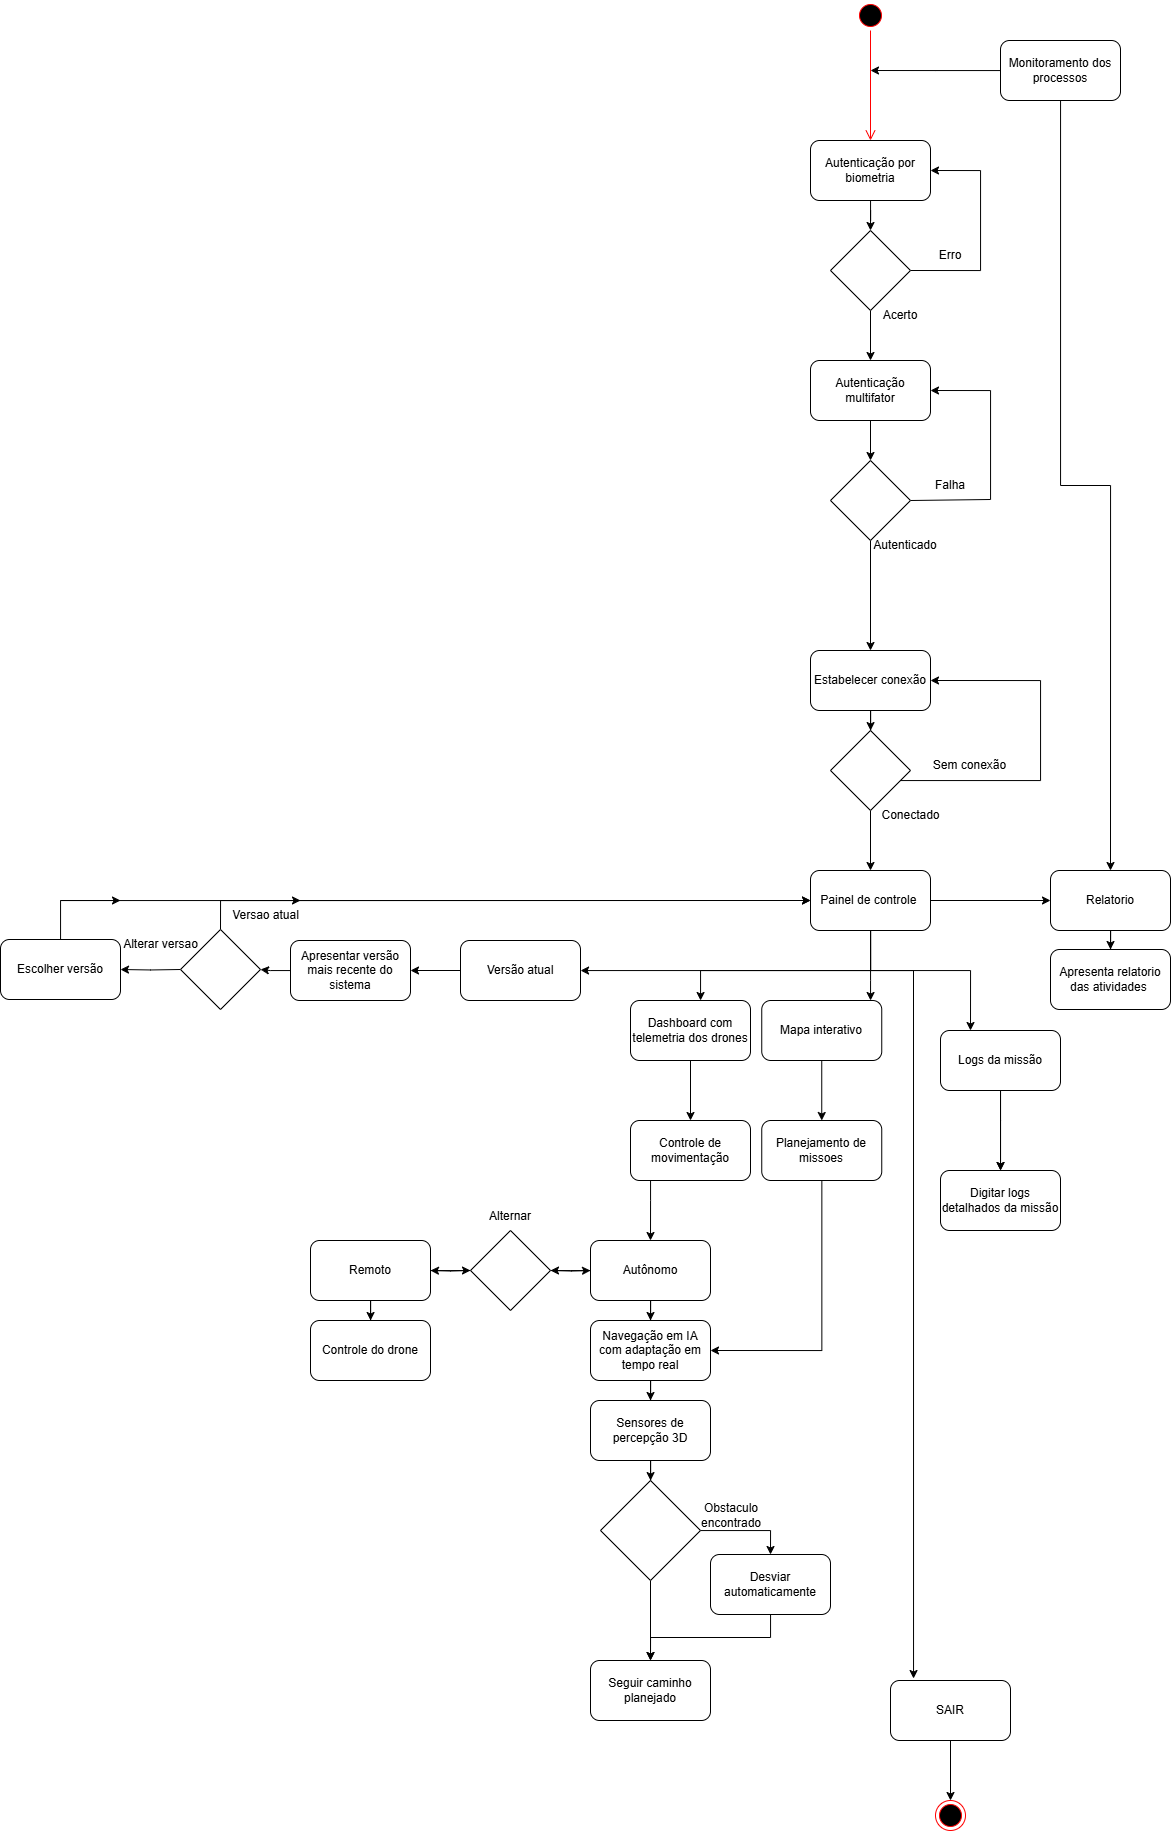 Monitoramento dos
processos
Autenticação por
biometria
Erro
Acerto
Autenticação
multifator
Falha
Autenticado
Estabelecer conexão
Sem conexão
Conectado
Painel de controle
Relatorio
Versao atual
Alterar versao
Escolher versão
Apresentar versão
mais recente do
sistema
Versão atual
Apresenta relatorio
das atividades
Dashboard com
telemetria dos drones
Mapa interativo
Logs da missão
Controle de
movimentação
Planejamento de
missoes
Digitar logs
detalhados da missão
Alternar
Remoto
Autônomo
Controle do drone
Navegação em IA
com adaptação em
tempo real
Sensores de
percepção 3D
Obstaculo
encontrado
Desviar
automaticamente
Seguir caminho
planejado
SAIR